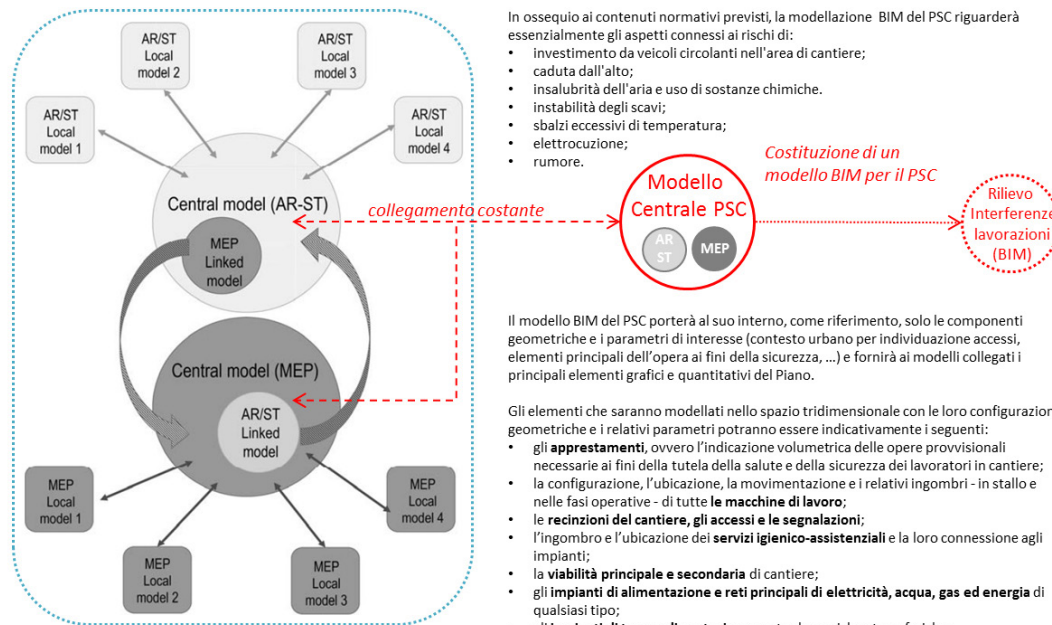 AR/ST
Local
model 2
AR/ST
Local
model 3
AR/ST
Local
model 1
AR/ST
Local
model 4
Central model (AR-ST)
MEP
Linked
model
Central model (MEP)
AR/ST
Linked
model
MEP
Local
model 1
MEP
Local
model 4
MEP
Local
model 2
MEP
Local
model 3
collegamento costante
In ossequio ai contenuti normativi previsti, la modellazione BIM del PSC riguarderà
essenzialmente gli aspetti connessi ai rischi di:
• investimento da veicoli circolanti nell'area di cantiere;
• caduta dall'alto;
• insalubrità dell'aria e uso di sostanze chimiche.
• instabilità degli scavi;
• sbalzi eccessivi di temperatura;
• elettrocuzione;
• rumore.
Costituzione di un
modello BIM per il PSC
Modello
Centrale PSC
AR
ST
MEP
Rilievo
Interferenze
lavorazioni
(BIM)
Il modello BIM del PSC porterà al suo interno, come riferimento, solo le componenti
geometriche e i parametri di interesse (contesto urbano per individuazione accessi,
elementi principali dell’opera ai fini della sicurezza, …) e fornirà ai modelli collegati i
principali elementi grafici e quantitativi del Piano.
Gli elementi che saranno modellati nello spazio tridimensionale con le loro configurazion
geometriche e i relativi parametri potranno essere indicativamente i seguenti:
• gli apprestamenti, ovvero l’indicazione volumetrica delle opere provvisionali
necessarie ai fini della tutela della salute e della sicurezza dei lavoratori in cantiere;
• la configurazione, l’ubicazione, la movimentazione e i relativi ingombri - in stallo e
nelle fasi operative - di tutte le macchine di lavoro;
• le recinzioni del cantiere, gli accessi e le segnalazioni;
• l’ingombro e l’ubicazione dei servizi igienico-assistenziali e la loro connessione agli
impianti;
• la viabilità principale e secondaria di cantiere;
• gli impianti di alimentazione e reti principali di elettricità, acqua, gas ed energia di
qualsiasi tipo;